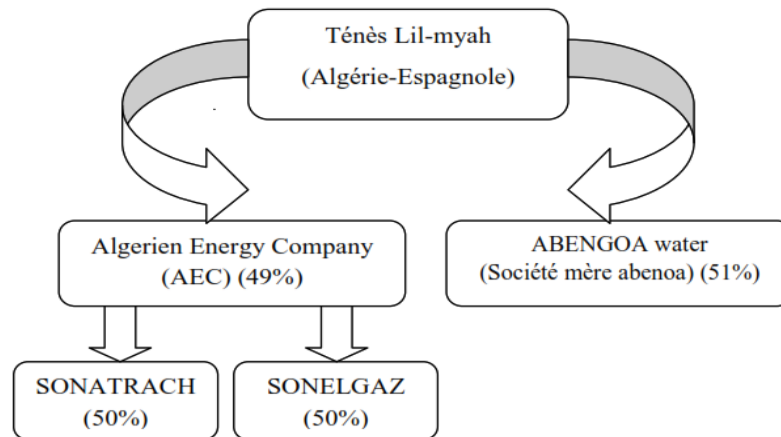 Ténès Lil-myah
(Algérie-Espagnole)
Algerien Energy Company
(AEC) (49%)
ABENGOA water
(Société mère abenoa) (51%)
SONATRACH
(50%)
SONELGAZ
(50%)